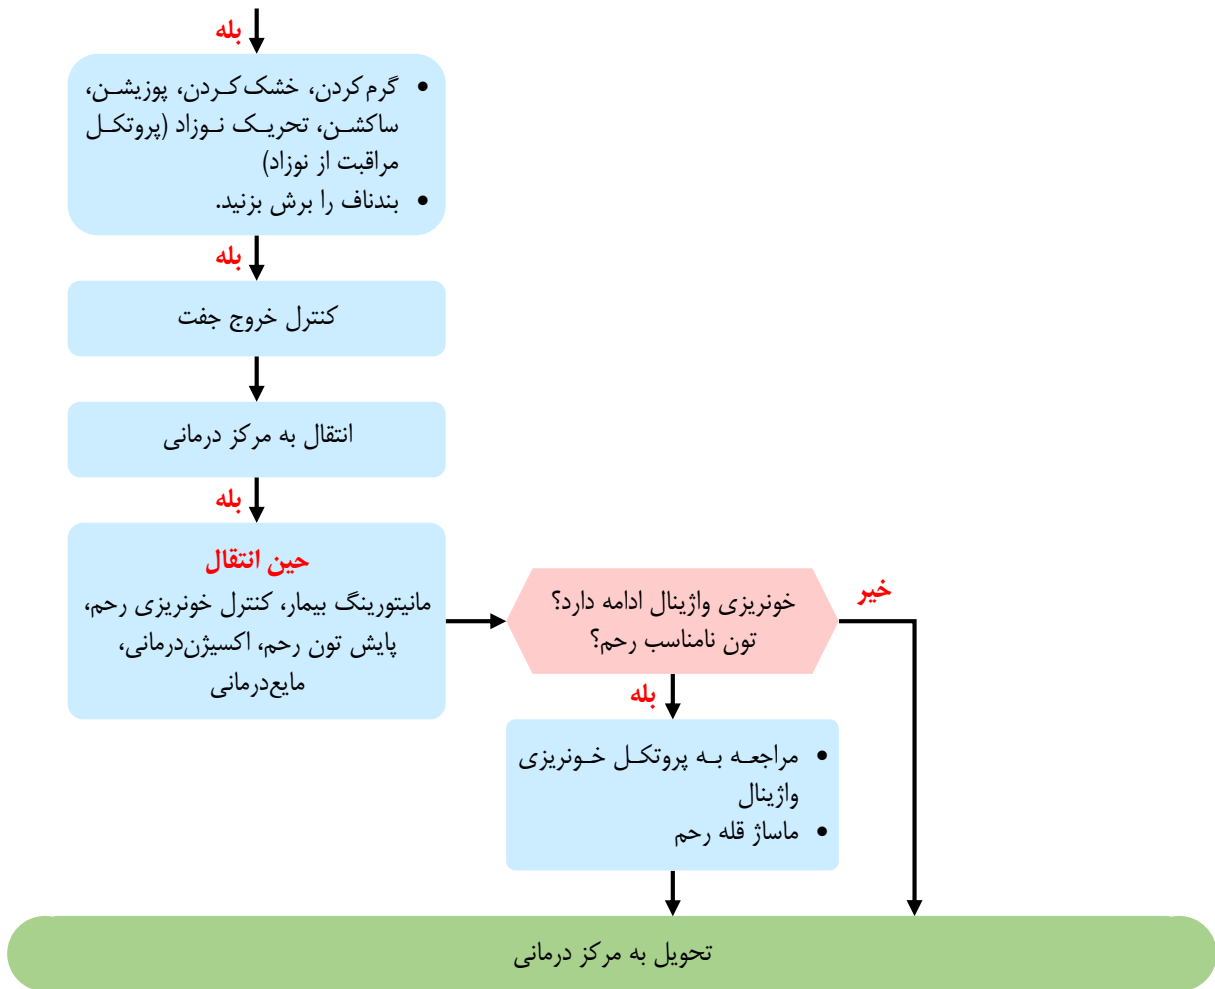 بله
• گرم کردن، خشک کردن، پوزیشن،
ساکشن، تحریک نوزاد (پروتکل
مراقبت از نوزاد)
• بندناف را برش بزنید.
بله
کنترل خروج جفت
انتقال به مرکز درمانی
بله
حین انتقال
مانیتورینگ بیمار، کنترل خونریزی رحم،
پایش تون رحم، اکسیژن‌درمانی،
مایع‌درمانی
خونریزی واژینال ادامه دارد؟
تون نامناسب رحم؟
خیر
بله
• مراجعه به پروتکل خونریزی
واژینال
• ماساژ قله رحم
تحویل به مرکز درمانی